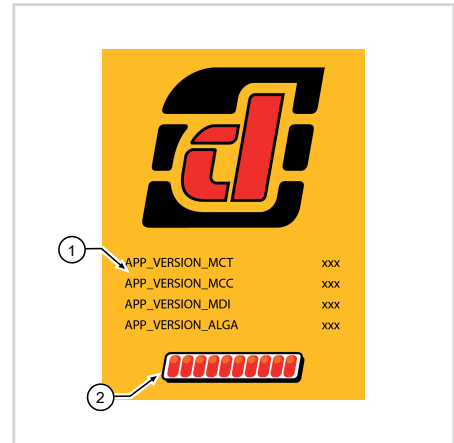 1
APP_VERSION_MCT xxx
APP_VERSION_MCC xxx
APP_VERSION_MDI xxx
APP_VERSION_ALGA xxx
2